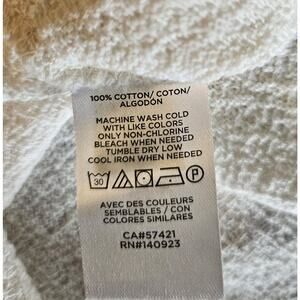 100% COTTON/ COTON/
ALGODÓN
MACHINE WASH COLD
WITH LIKE COLORS
ONLY NON-CHLORINE
BLEACH WHEN NEEDED
TUMBLE DRY LOW
COOL IRON WHEN NEEDED
30 P
AVEC DES COULEURS
SEMBLABLES / CON
COLORES SIMILARES
CA#57421
RN#140923